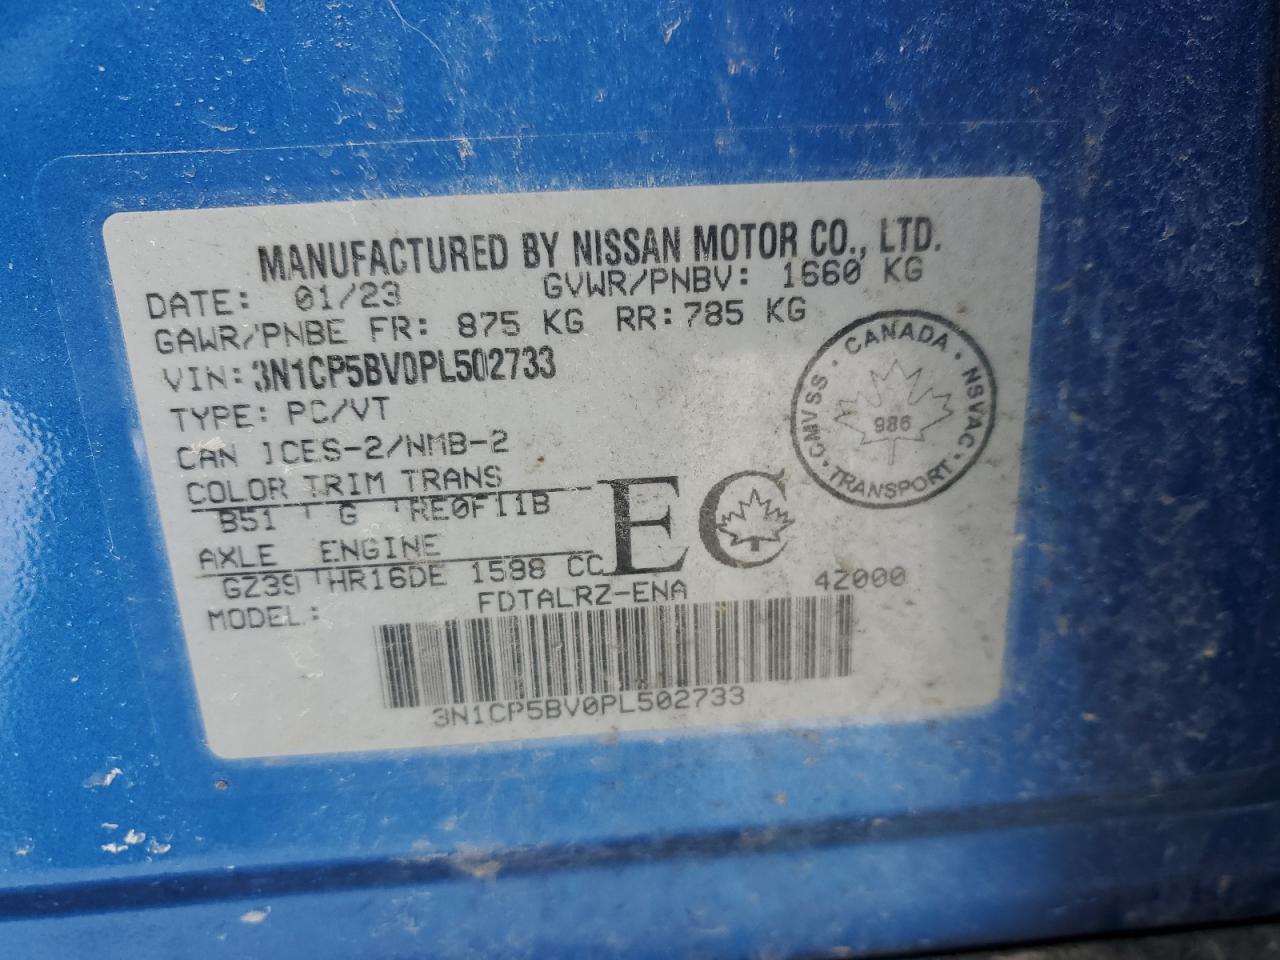 MANUFACTURED BY NISSAN MOTOR CO., LTD.
DATE: 01/23 GVWR/PNBV: 1660 KG
GAWR/PNBE FR: 875 KG RR:785 KG
VIN: 3N1CP5BV0PL502733
TYPE: PC/VT
CAN ICES-2/NMB-2
COLOR TRIM TRANS
B51 G RE0F11B
AXLE ENGINE
GZ39 HR16DE 1598 CC
MODEL: FDTALRZ-ENA 4Z000
3N1CP5BV0PL502733
EC
· CANADA · NSVAC · TRANSPORT · CMVSS
986